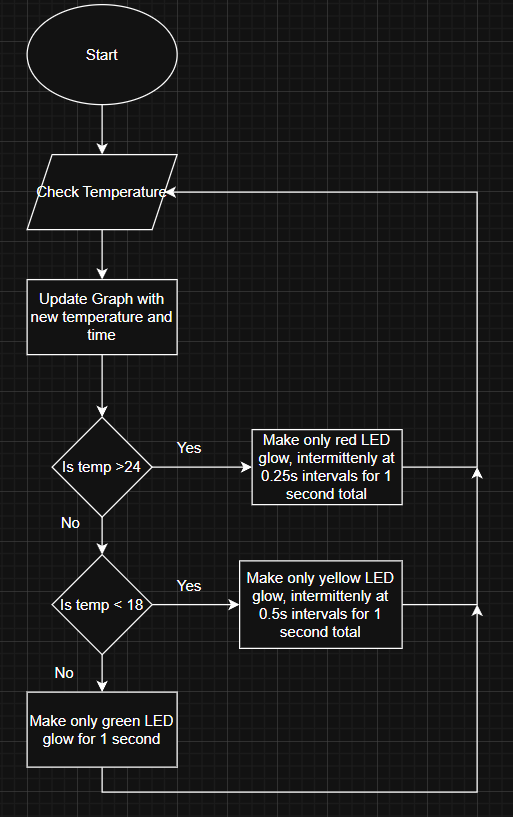 Start
Check Temperature
Update Graph with
new temperature and
time
Is temp >24
Yes
Make only red LED
glow, intermittenly at
0.25s intervals for 1
second total
No
Is temp < 18
Yes
Make only yellow LED
glow, intermittenly at
0.5s intervals for 1
second total
No
Make only green LED
glow for 1 second